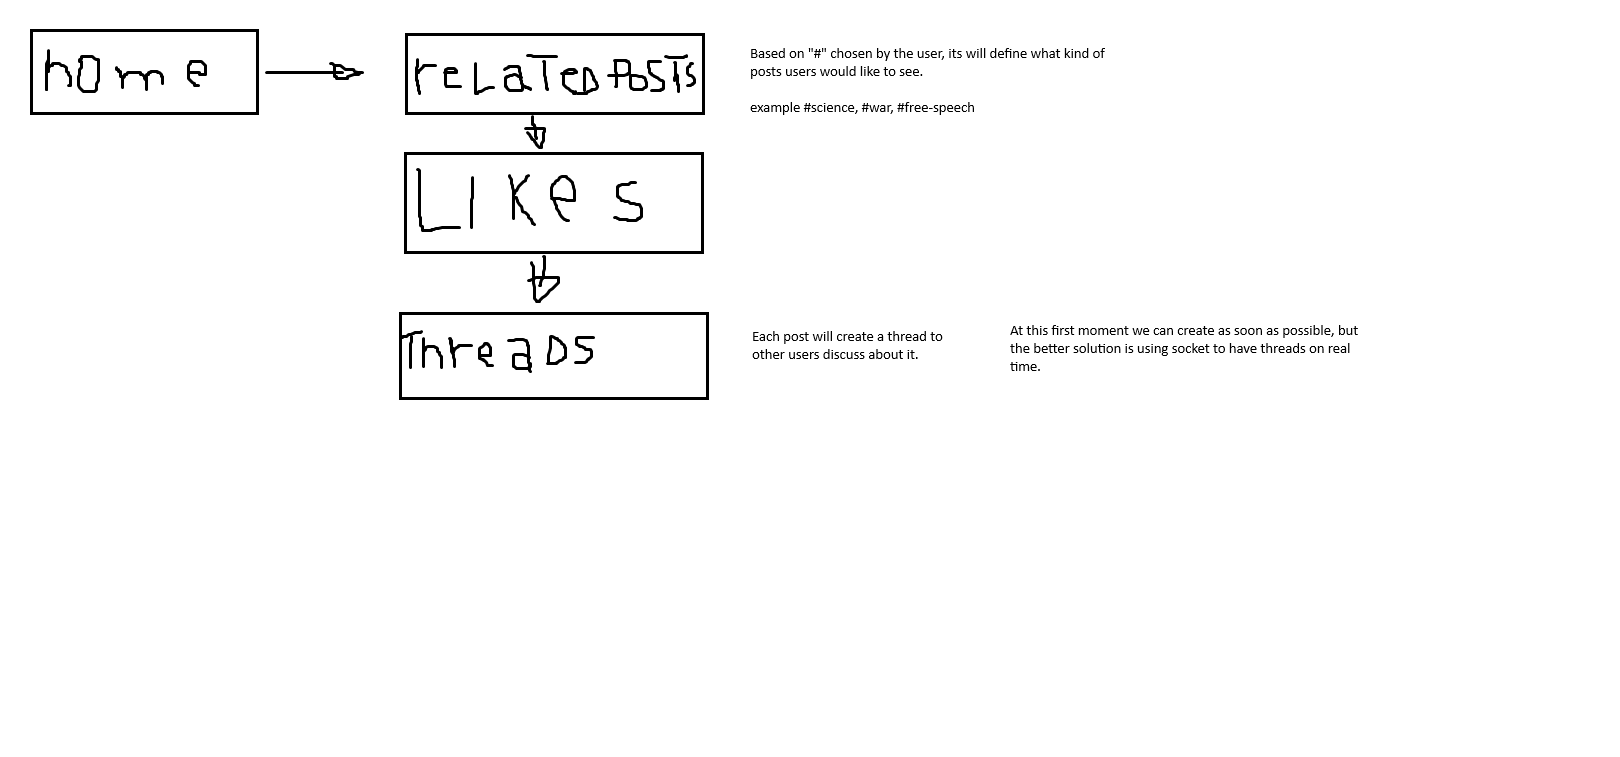 home
relaTed PosTs
Based on "#" chosen by the user, its will define what kind of
posts users would like to see.
example #science, #war, #free-speech
LIKes
ThreaDs
Each post will create a thread to
other users discuss about it.
At this first moment we can create as soon as possible, but
the better solution is using socket to have threads on real
time.